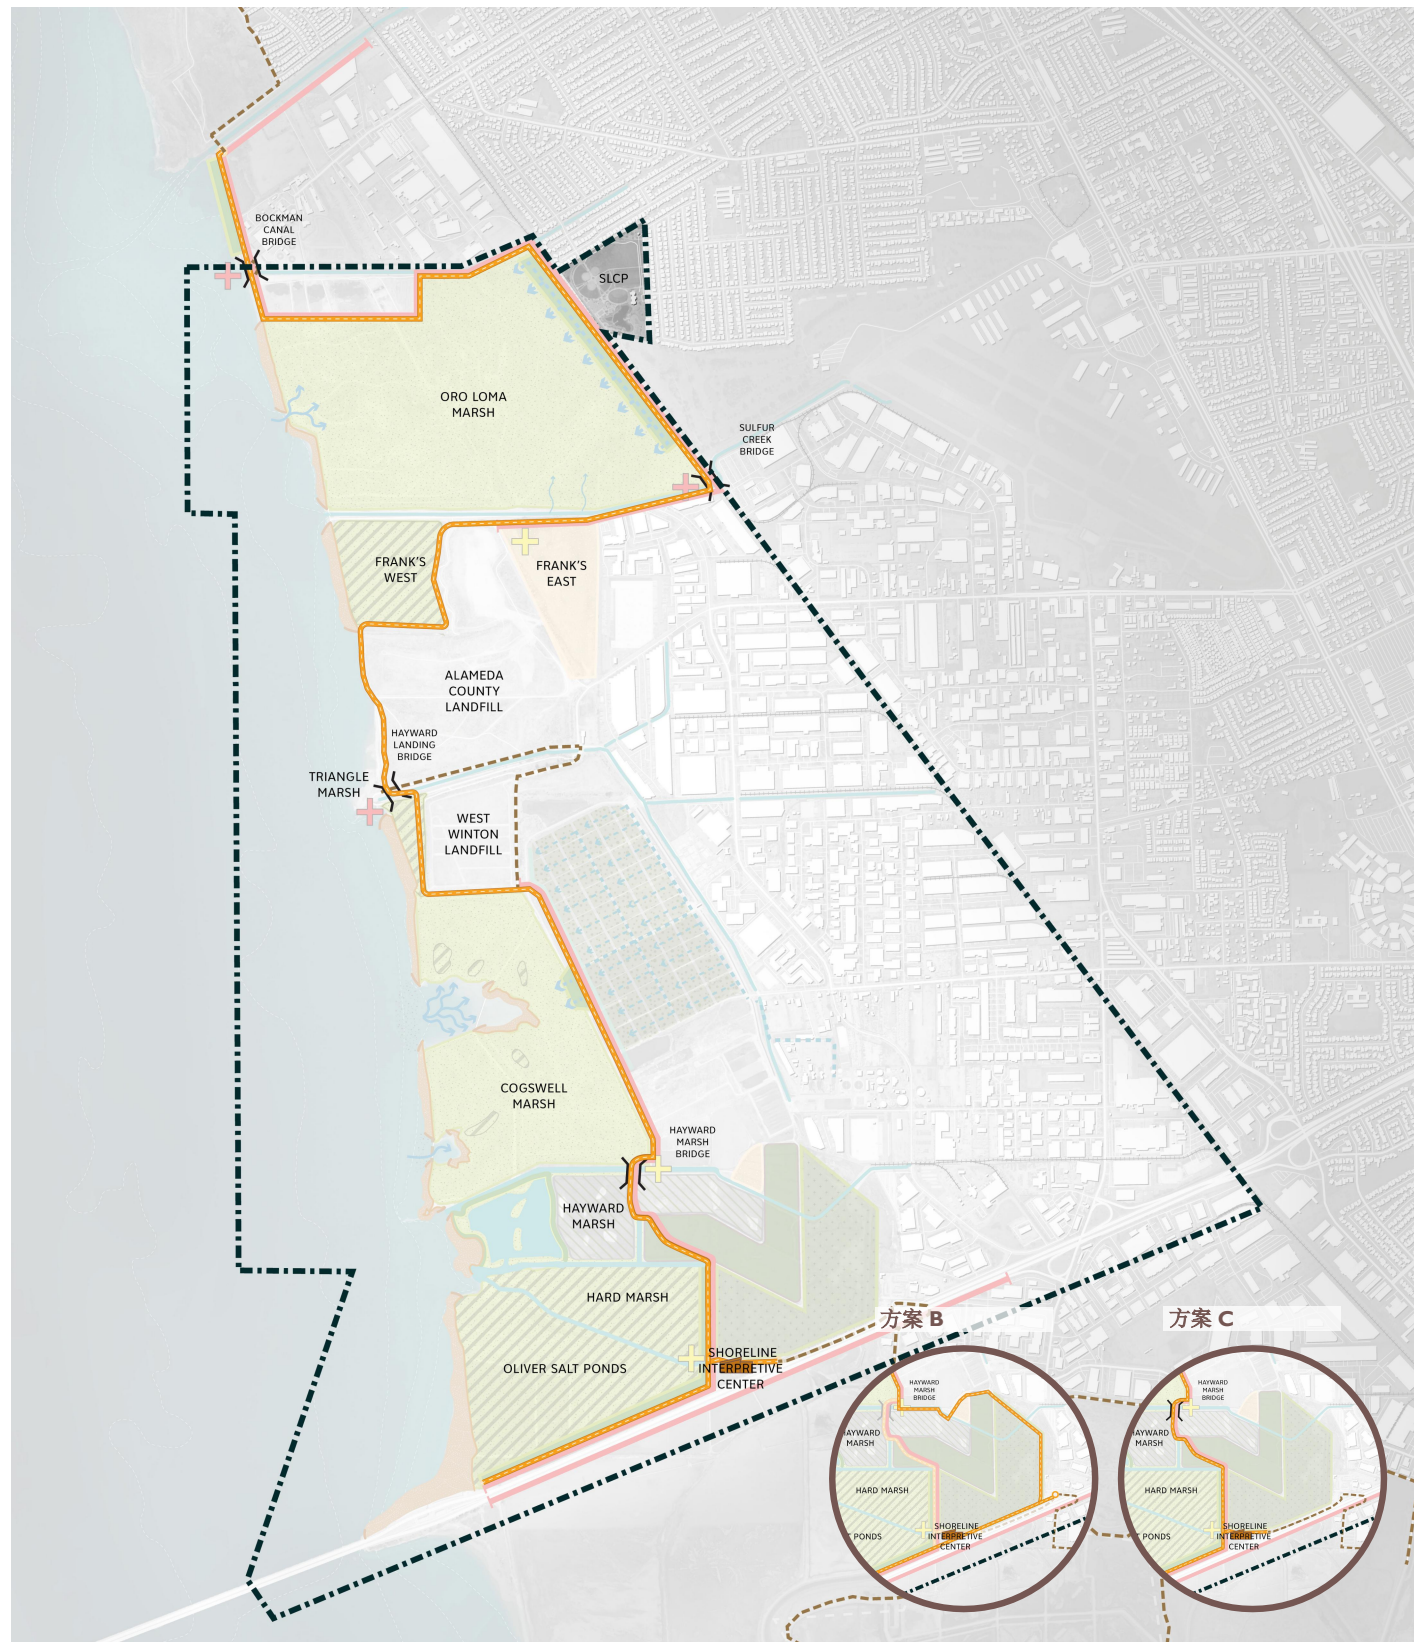 BOCKMAN
CANAL
BRIDGE
SLCP
ORO LOMA
MARSH
SULFUR
CREEK
BRIDGE
FRANK'S
WEST
FRANK'S
EAST
ALAMEDA
COUNTY
LANDFILL
HAYWARD
LANDING
BRIDGE
TRIANGLE
MARSH
WEST
WINTON
LANDFILL
COGSWELL
MARSH
HAYWARD
MARSH
BRIDGE
HAYWARD
MARSH
HARD MARSH
OLIVER SALT PONDS
SHORELINE
INTERPRETIVE
CENTER
方案 B
HAYWARD
MARSH
BRIDGE
HAYWARD
MARSH
HARD MARSH
T PONDS
SHORELINE
INTERPRETIVE
CENTER
方案 C
HAYWARD
MARSH
BRIDGE
HAYWARD
MARSH
HARD MARSH
T PONDS
SHORELINE
INTERPRETIVE
CENTER